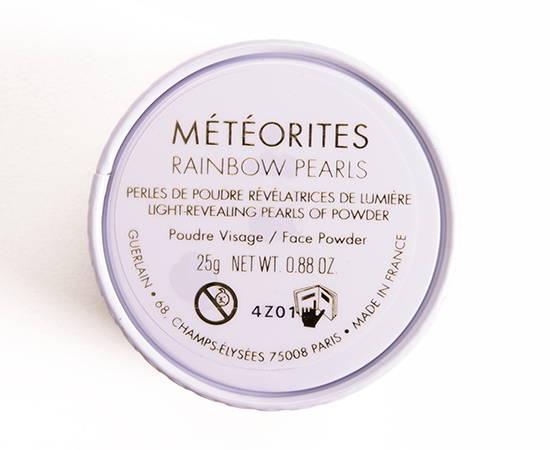 MÉTÉORITES
RAINBOW PEARLS
PERLES DE POUDRE RÉVÉLATRICES DE LUMIÈRE
LIGHT-REVEALING PEARLS OF POWDER
Poudre Visage / Face Powder
25g NET WT. 0.88 OZ.
4Z01
GUERLAIN • 68, CHAMPS-ÉLYSÉES 75008 PARIS • MADE IN FRANCE